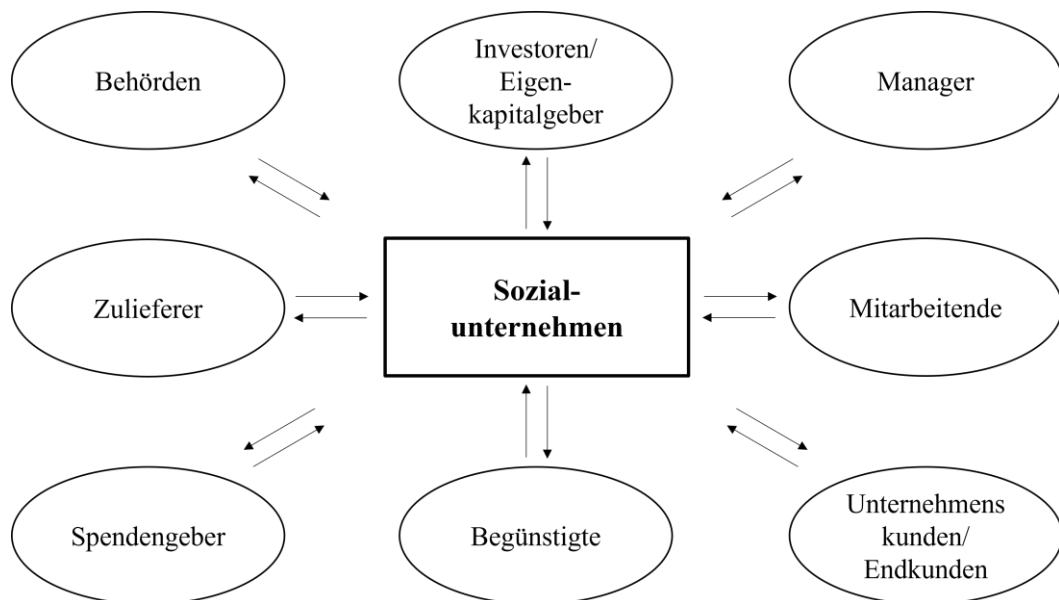 Behörden
Investoren/
Eigen-
kapitalgeber
Manager
Zulieferer
Sozial-
unternehmen
Mitarbeitende
Spendengeber
Begünstigte
Unternehmens
kunden/
Endkunden